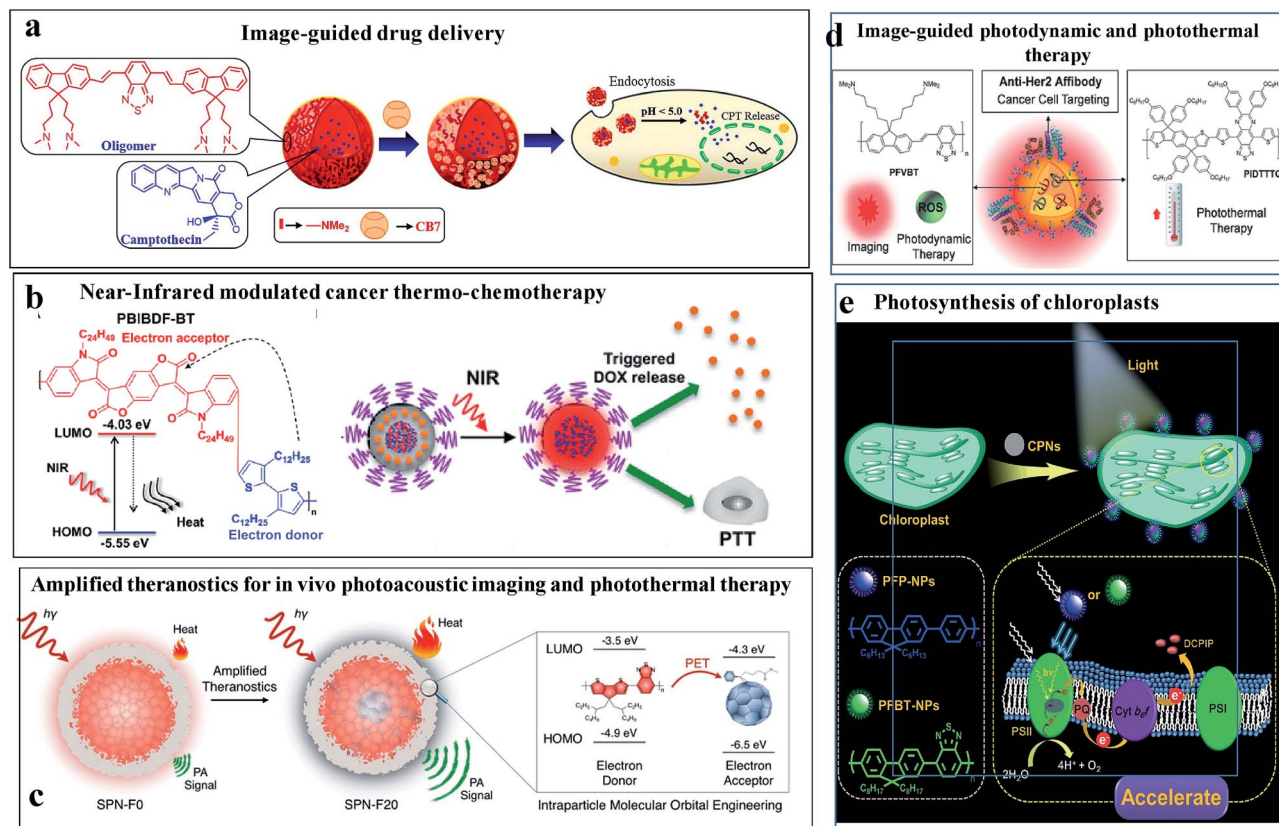 a
Image-guided drug delivery
Oligomer
Camptothecin
N
S
N
HO
O
Endocytosis
pH < 5.0
CPT Release
NMe₂
CB7
b
Near-Infrared modulated cancer thermo-chemotherapy
PBIBDF-BT
C₂₄H₄₉
Electron acceptor
LUMO
-4.03 eV
C₂₄H₄₉
NIR
Heat
HOMO
-5.55 eV
C₁₂H₂₅
S
S
n
C₁₂H₂₅
Electron donor
NIR
Triggered
DOX release
PTT
c
Amplified theranostics for in vivo photoacoustic imaging and photothermal therapy
hγ
Heat
PA
Signal
SPN-F0
Amplified
Theranostics
hγ
Heat
PA
Signal
SPN-F20
LUMO
-3.5 eV
-4.3 eV
PET
HOMO
-4.9 eV
-6.5 eV
Electron
Donor
Electron
Acceptor
Intraparticle Molecular Orbital Engineering
d
Image-guided photodynamic and photothermal
therapy
Me₂N
NMe₂
PFVBT
Imaging
ROS
Photodynamic
Therapy
Anti-Her2 Affibody
Cancer Cell Targeting
PIDTTTQ
Photothermal
Therapy
e
Photosynthesis of chloroplasts
Light
CPNs
Chloroplast
PFP-NPs
C₆H₁₃ C₆H₁₃
n
PFBT-NPs
C₈H₁₇ C₈H₁₇
n
or
DCPIP
hν
PSII
PQ
Cyt b₆f
e⁻
e⁻
PSI
2H₂O
4H⁺ + O₂
Accelerate